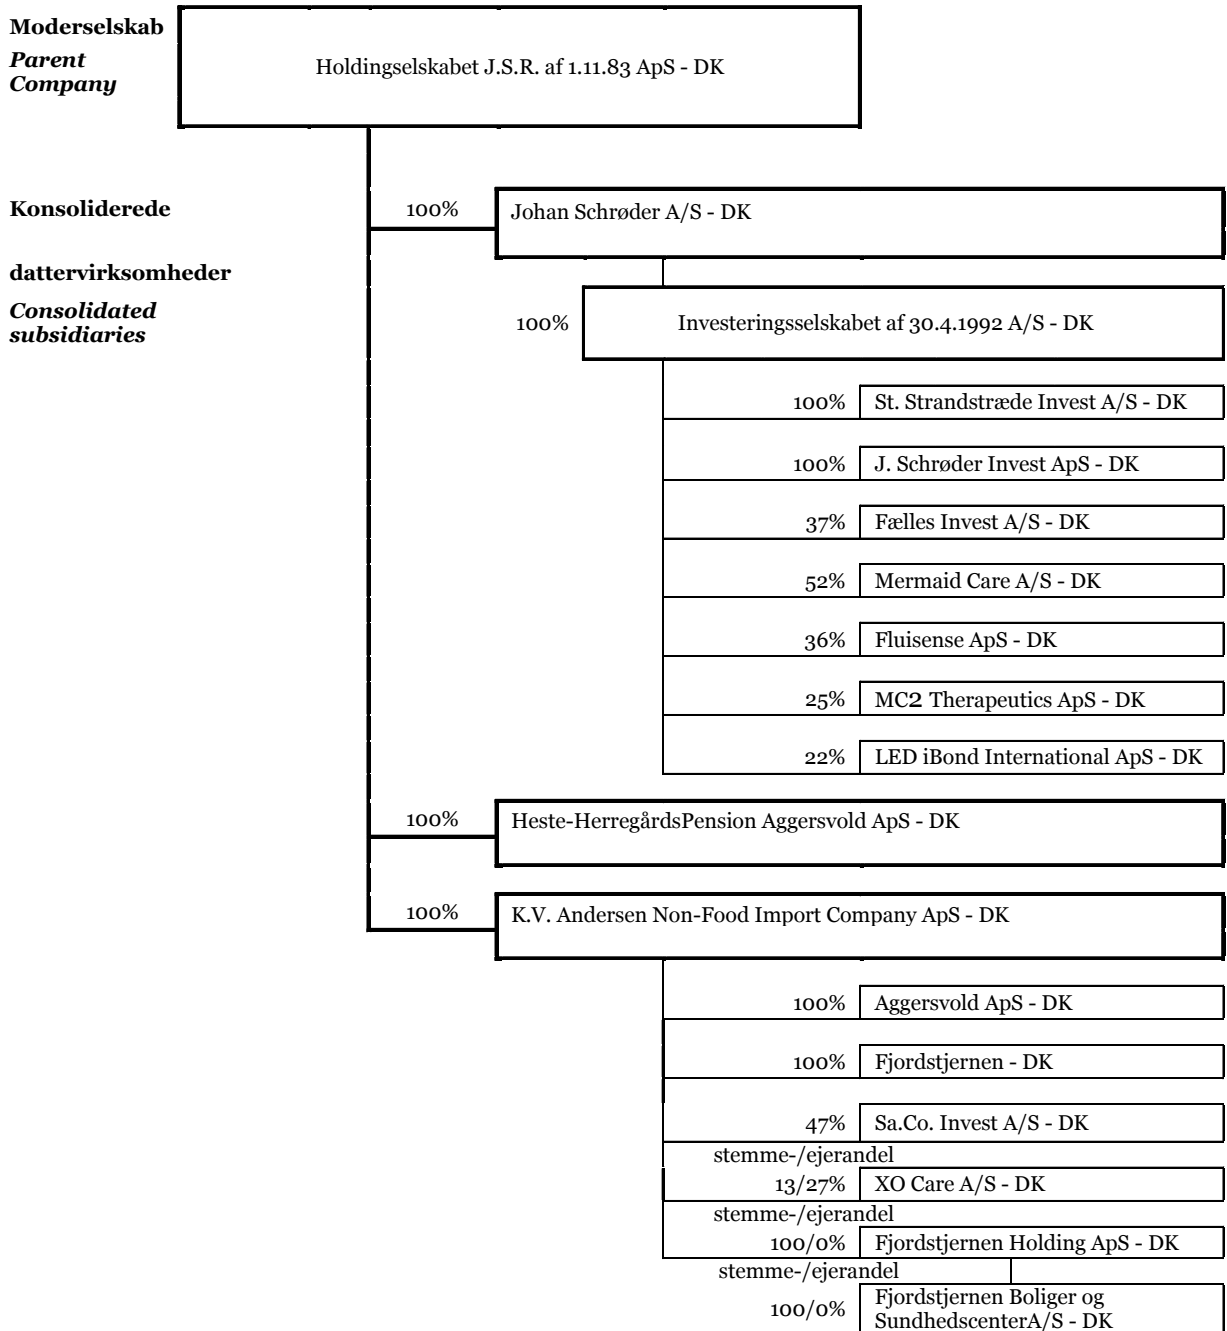 Moderselskab
Parent
Company
Holdingselskabet J.S.R. af 1.11.83 ApS - DK
Konsoliderede
100%
Johan Schrøder A/S - DK
dattervirksomheder
Consolidated
subsidiaries
100%
Investeringsselskabet af 30.4.1992 A/S - DK
100%
St. Strandstræde Invest A/S - DK
100%
J. Schrøder Invest ApS - DK
37%
Fælles Invest A/S - DK
52%
Mermaid Care A/S - DK
36%
Fluisense ApS - DK
25%
MC2 Therapeutics ApS - DK
22%
LED iBond International ApS - DK
100%
Heste-HerregårdsPension Aggersvold ApS - DK
100%
K.V. Andersen Non-Food Import Company ApS - DK
100%
Aggersvold ApS - DK
100%
Fjordstjernen - DK
47%
Sa.Co. Invest A/S - DK
stemme-/ejerandel
13/27%
XO Care A/S - DK
stemme-/ejerandel
100/0%
Fjordstjernen Holding ApS - DK
stemme-/ejerandel
100/0%
Fjordstjernen Boliger og
SundhedscenterA/S - DK